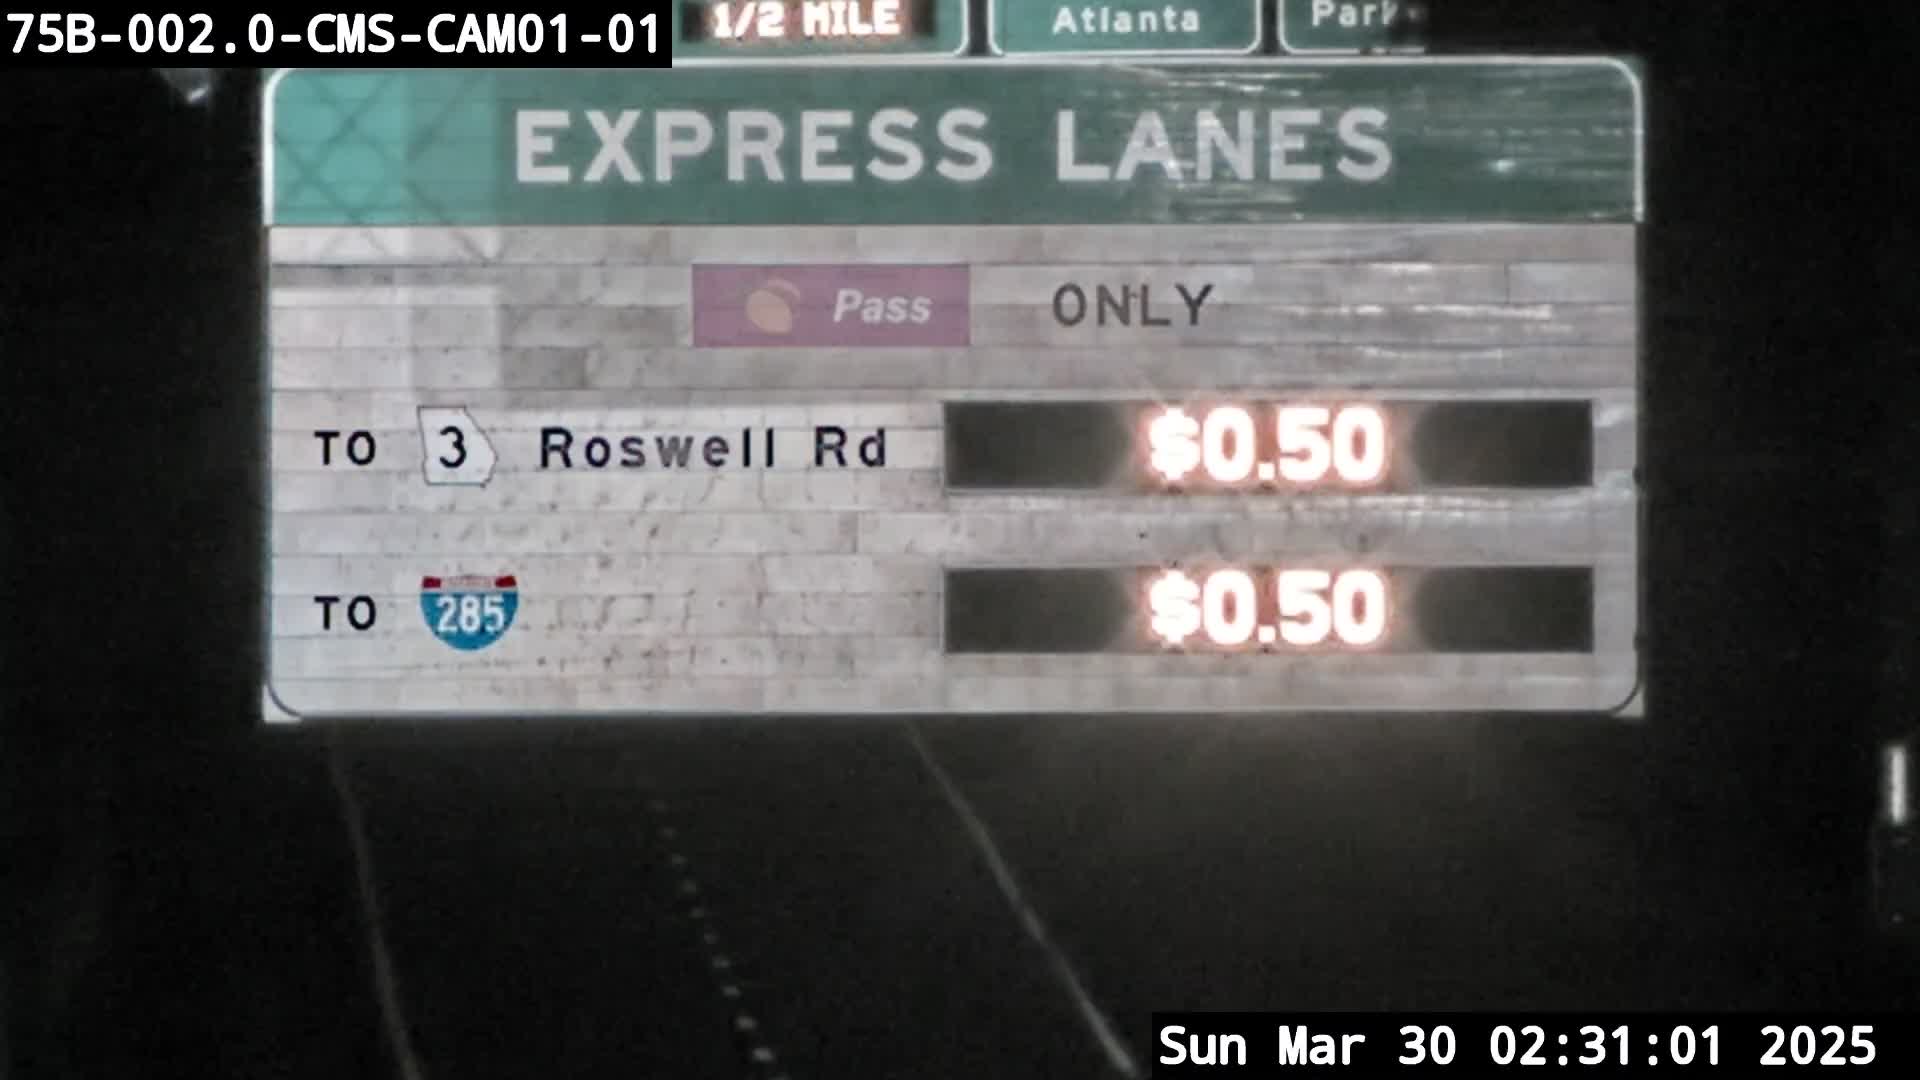 75B-002.0-CMS-CAM01-01
1/2 MILE
Atlanta
EXPRESS LANES
Pass ONLY
TO 3 Roswell Rd $0.50
TO 285 $0.50
Sun Mar 30 02:31:01 2025